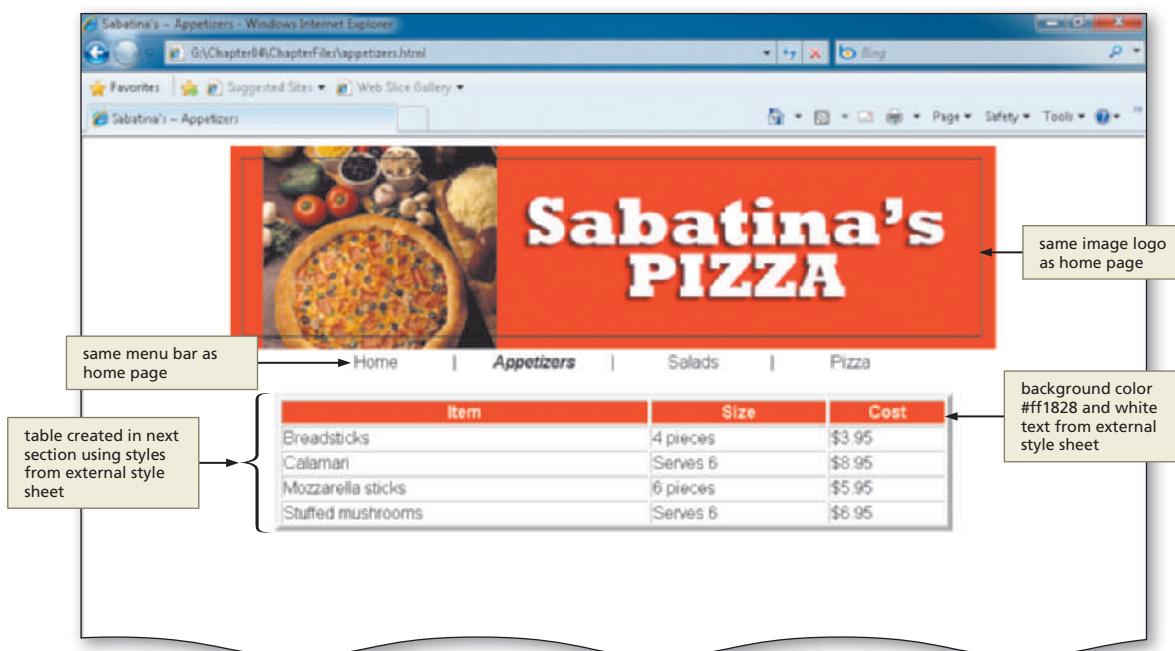 Sabatina's – Appetizers - Windows Internet Explorer
G:\Chapter04\ChapterFiles\appetizers.html
Bing
Favorites
Suggested Sites
Web Slice Gallery
Sabatina's – Appetizers
Page
Safety
Tools
Sabatina's
PIZZA
same image logo
as home page
same menu bar as
home page
Home | Appetizers | Salads | Pizza
background color
#ff1828 and white
text from external
style sheet
table created in next
section using styles
from external style
sheet
Item Size Cost
Breadsticks 4 pieces $3.95
Calamari Serves 6 $8.95
Mozzarella sticks 6 pieces $5.95
Stuffed mushrooms Serves 6 $6.95